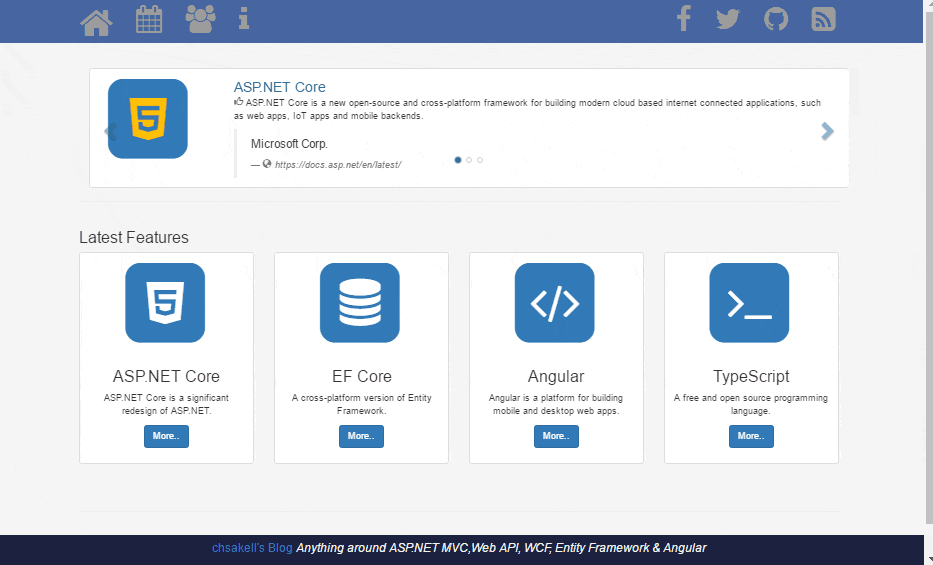 ASP.NET Core
ASP.NET Core is a new open-source and cross-platform framework for building modern cloud based internet connected applications, such
as web apps, IoT apps and mobile backends.
Microsoft Corp.
— https://docs.asp.net/en/latest/
Latest Features
ASP.NET Core
ASP.NET Core is a significant
redesign of ASP.NET.
More..
EF Core
A cross-platform version of Entity
Framework.
More..
Angular
Angular is a platform for building
mobile and desktop web apps.
More..
TypeScript
A free and open source programming
language.
More..
chsakell's Blog Anything around ASP.NET MVC,Web API, WCF, Entity Framework & Angular